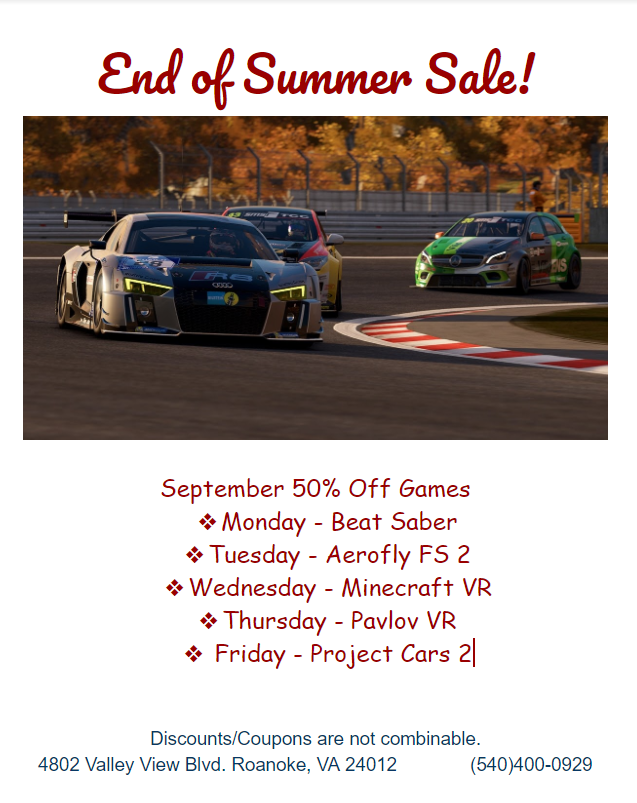 End of Summer Sale!
R8
September 50% Off Games
❖ Monday - Beat Saber
❖ Tuesday - Aerofly FS 2
❖ Wednesday - Minecraft VR
❖ Thursday - Pavlov VR
❖ Friday - Project Cars 2
Discounts/Coupons are not combinable.
4802 Valley View Blvd. Roanoke, VA 24012 (540)400-0929